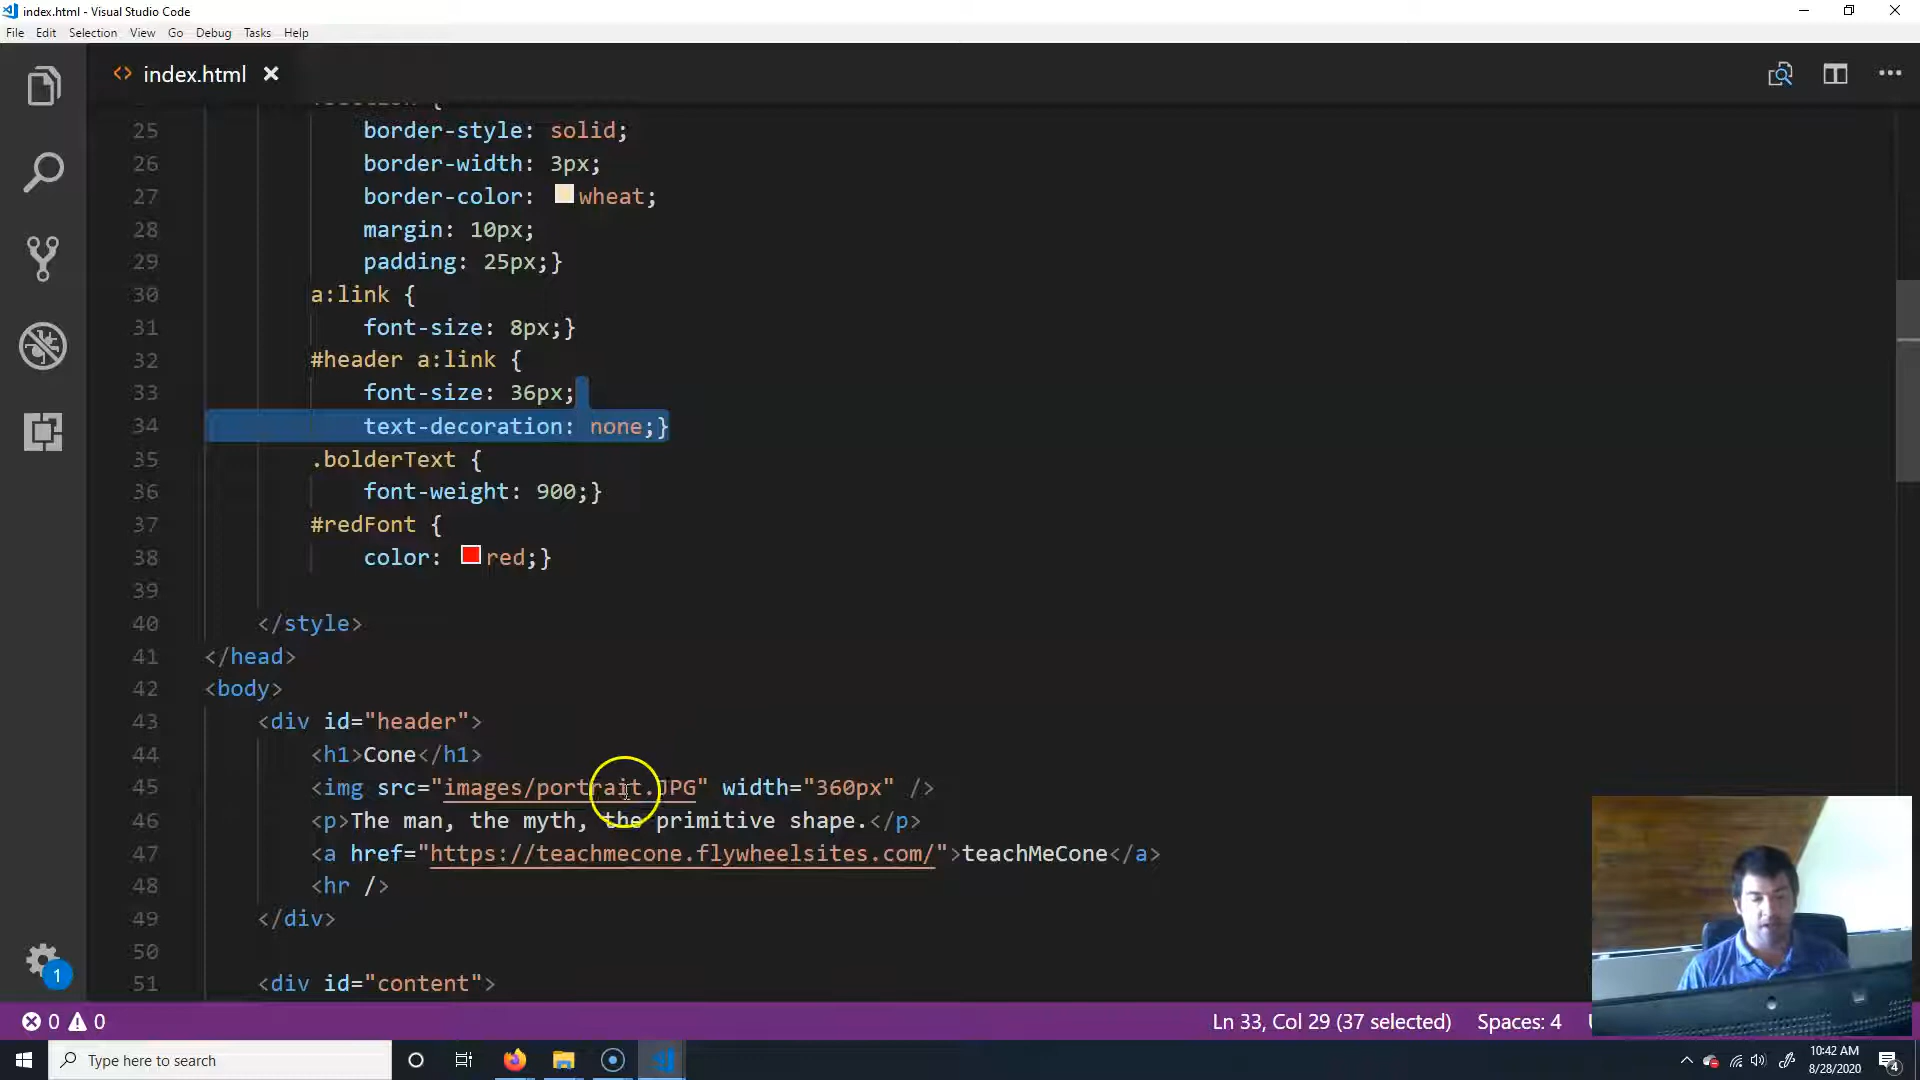 index.html - Visual Studio Code
File Edit Selection View Go Debug Tasks Help
index.html
25 border-style: solid;
26 border-width: 3px;
27 border-color: wheat;
28 margin: 10px;
29 padding: 25px;}
30 a:link {
31 font-size: 8px;}
32 #header a:link {
33 font-size: 36px;
34 text-decoration: none;}
35 .bolderText {
36 font-weight: 900;}
37 #redFont {
38 color: red;}
39
40 </style>
41 </head>
42 <body>
43 <div id="header">
44 <h1>Cone</h1>
45 <img src="images/portrait.JPG" width="360px" />
46 <p>The man, the myth, the primitive shape.</p>
47 <a href="https://teachmecone.flywheelsites.com/">teachMeCone</a>
48 <hr />
49 </div>
50
51 <div id="content">
1
0 0 Ln 33, Col 29 (37 selected) Spaces: 4
Type here to search
10:42 AM
8/28/2020
4